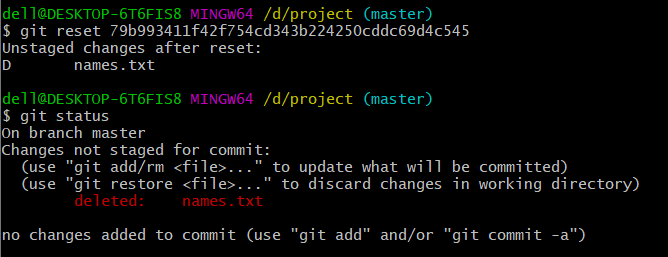 dell@DESKTOP-6T6FIS8 MINGW64 /d/project (master)
$ git reset 79b993411f42f754cd343b224250cddc69d4c545
Unstaged changes after reset:
D       names.txt
dell@DESKTOP-6T6FIS8 MINGW64 /d/project (master)
$ git status
On branch master
Changes not staged for commit:
  (use "git add/rm <file>..." to update what will be committed)
  (use "git restore <file>..." to discard changes in working directory)
        deleted:    names.txt
no changes added to commit (use "git add" and/or "git commit -a")